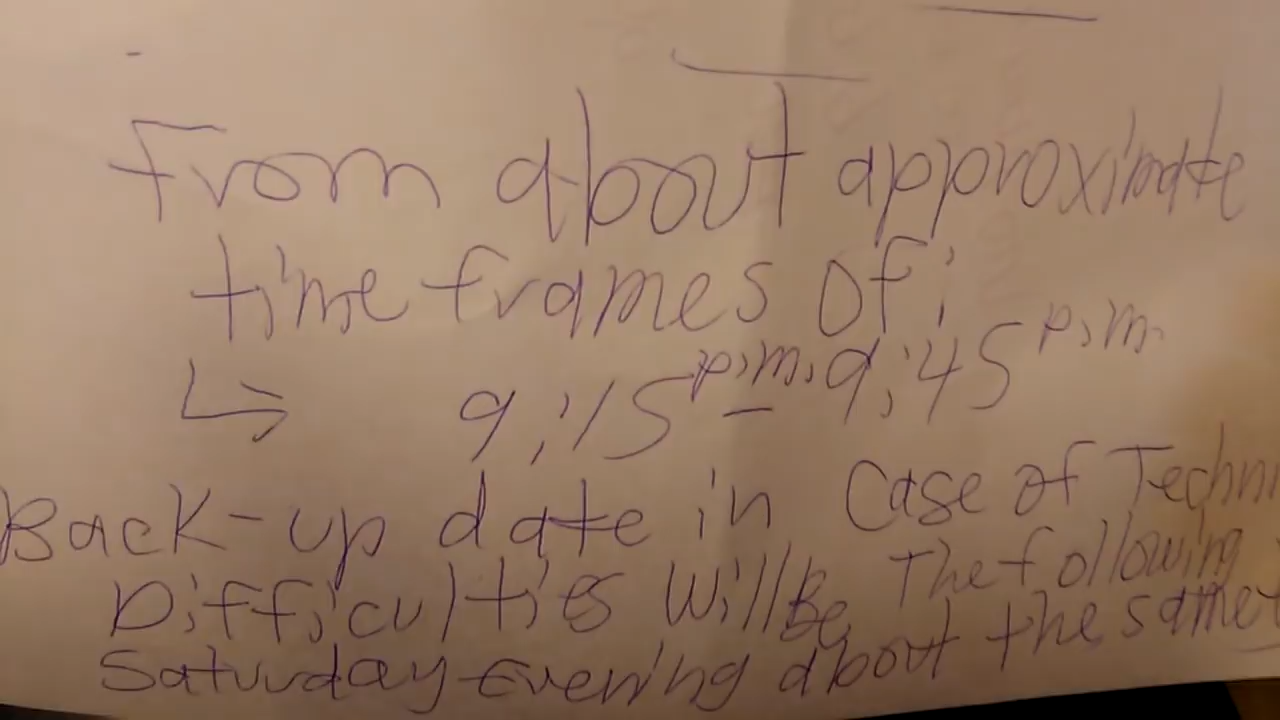 From about approximate
time frames of:
9:15 p.m. - 9:45 p.m.
Back-up date in Case of Techni
Difficulties Will Be The following
Saturday Evening about the same t